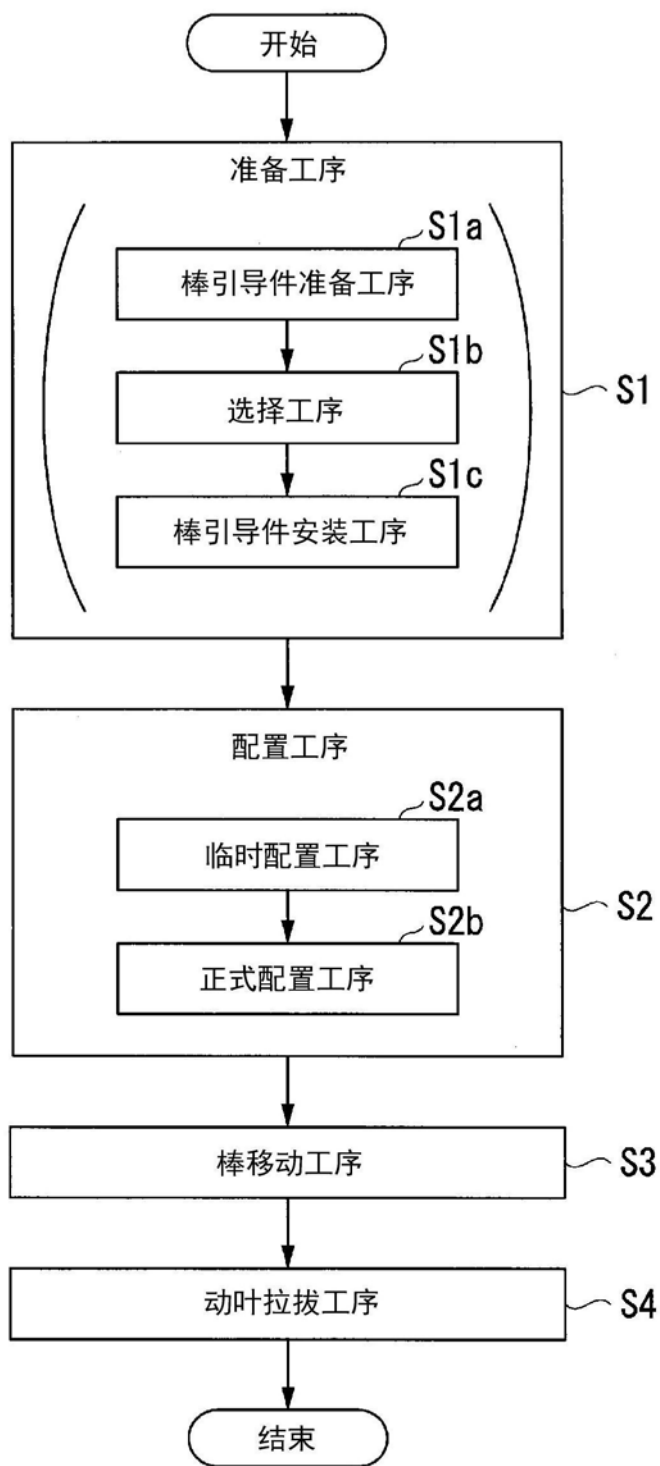 开始
准备工序
S1a
棒引导件准备工序
S1b
选择工序
S1
S1c
棒引导件安装工序
配置工序
S2a
临时配置工序
S2
S2b
正式配置工序
棒移动工序
S3
动叶拉拔工序
S4
结束